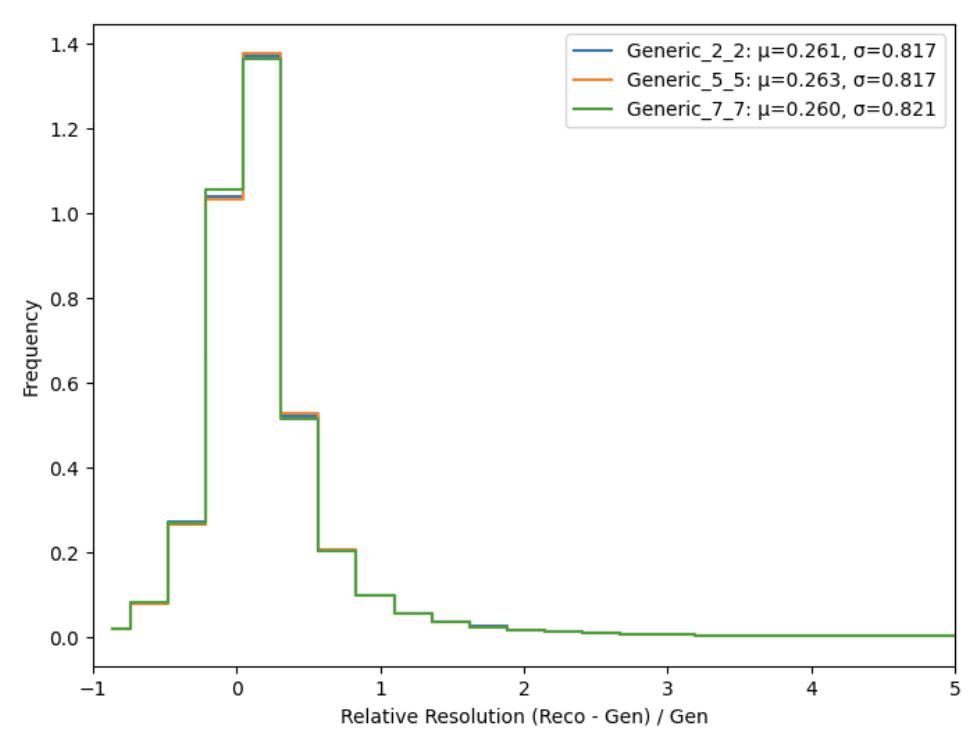 Generic_2_2: μ=0.261, σ=0.817
Generic_5_5: μ=0.263, σ=0.817
Generic_7_7: μ=0.260, σ=0.821
1.4
1.2
1.0
0.8
0.6
0.4
0.2
0.0
Frequency
−1 0 1 2 3 4 5
Relative Resolution (Reco - Gen) / Gen